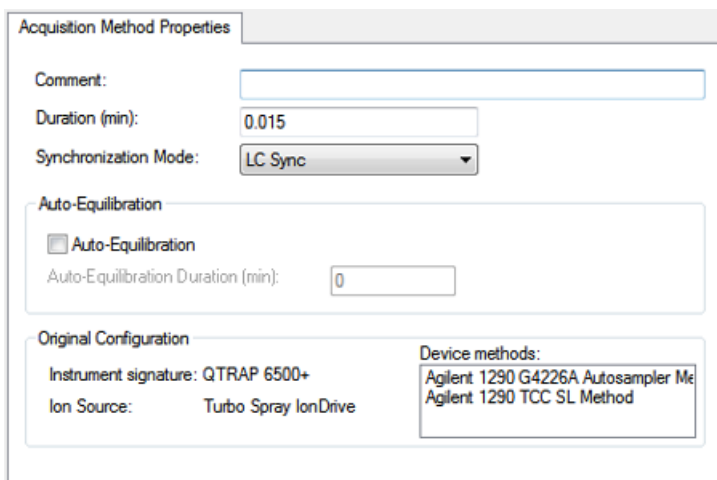 Acquisition Method Properties
Comment:
Duration (min): 0.015
Synchronization Mode: LC Sync
Auto-Equilibration
Auto-Equilibration
Auto-Equilibration Duration (min): 0
Original Configuration
Device methods:
Instrument signature: QTRAP 6500+
Agilent 1290 G4226A Autosampler Me
Ion Source: Turbo Spray IonDrive
Agilent 1290 TCC SL Method